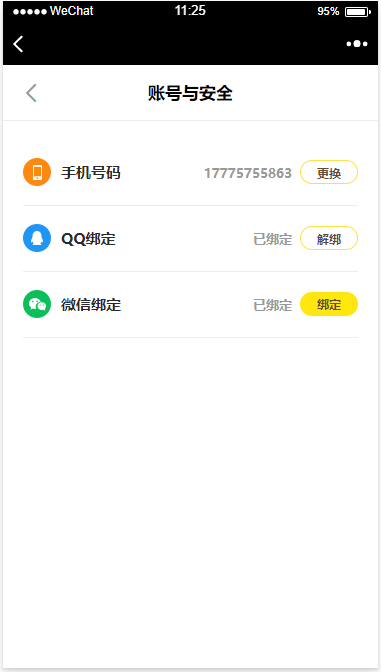 WeChat 11:25 95%
账号与安全
手机号码 17775755863 更换
QQ绑定 已绑定 解绑
微信绑定 已绑定 绑定